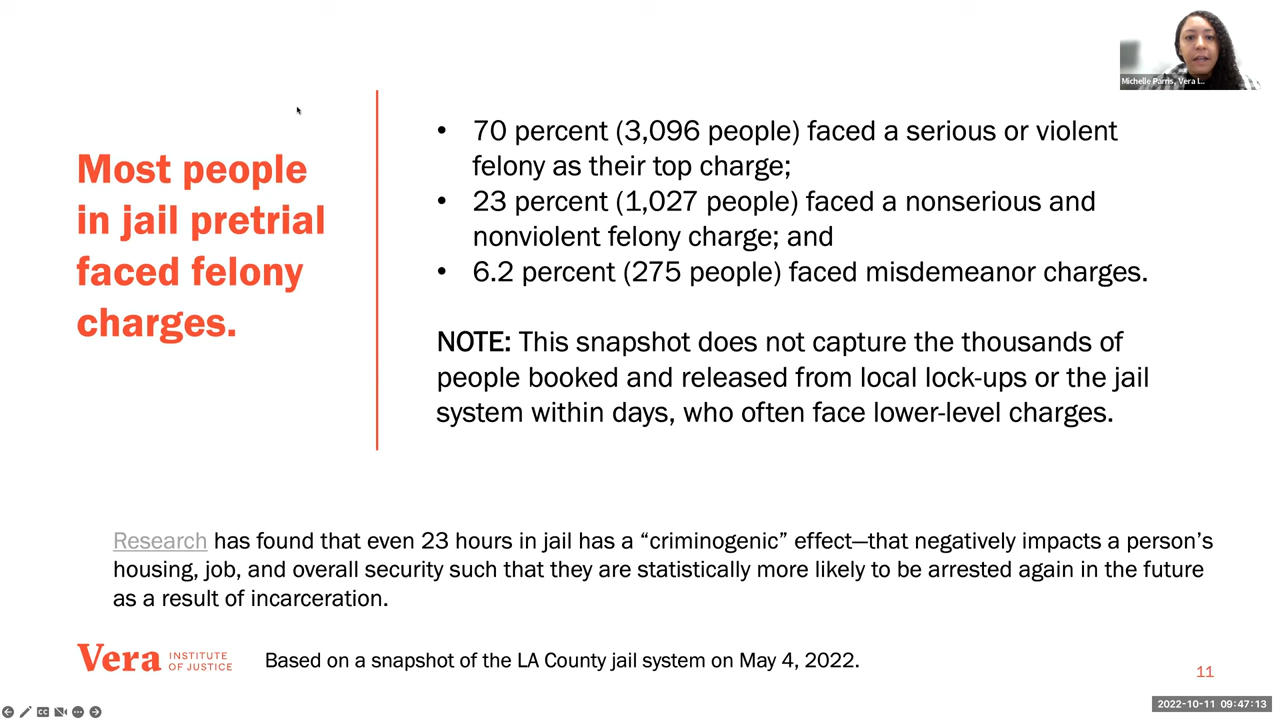 Michelle Parris, Vera I...
Most people
in jail pretrial
faced felony
charges.
• 70 percent (3,096 people) faced a serious or violent
felony as their top charge;
• 23 percent (1,027 people) faced a nonserious and
nonviolent felony charge; and
• 6.2 percent (275 people) faced misdemeanor charges.
NOTE: This snapshot does not capture the thousands of
people booked and released from local lock-ups or the jail
system within days, who often face lower-level charges.
Research has found that even 23 hours in jail has a “criminogenic” effect—that negatively impacts a person’s
housing, job, and overall security such that they are statistically more likely to be arrested again in the future
as a result of incarceration.
Vera INSTITUTE
OF JUSTICE
Based on a snapshot of the LA County jail system on May 4, 2022.
11
CC
2022-10-11 09:47:13